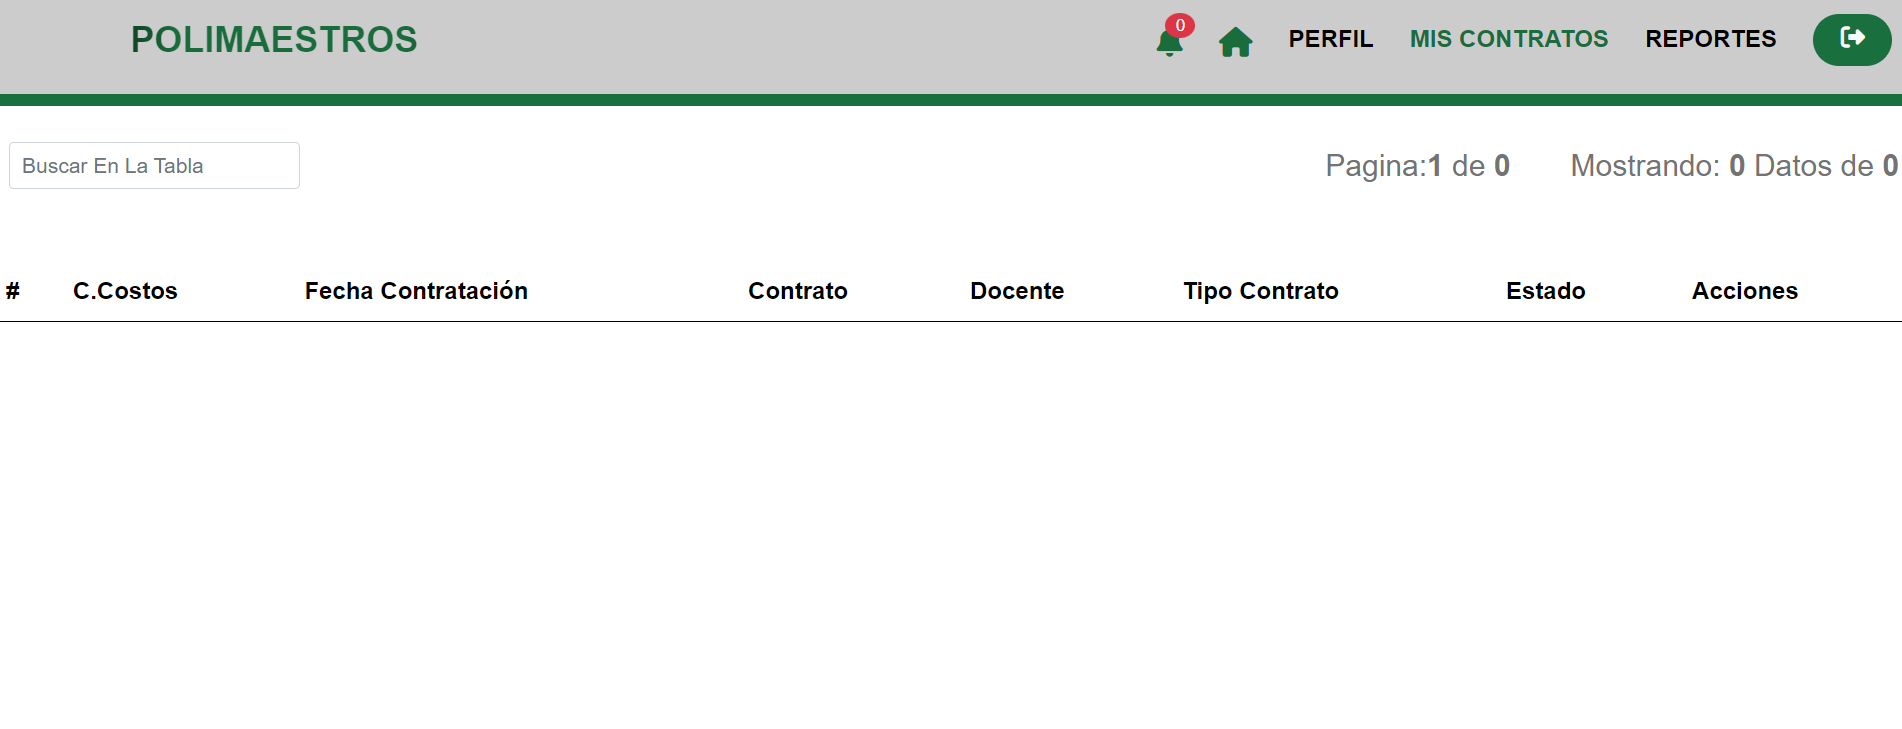 POLIMAESTROS
0
PERFIL MIS CONTRATOS REPORTES
Buscar En La Tabla
Pagina:1 de 0 Mostrando: 0 Datos de 0
# C.Costos Fecha Contratación Contrato Docente Tipo Contrato Estado Acciones